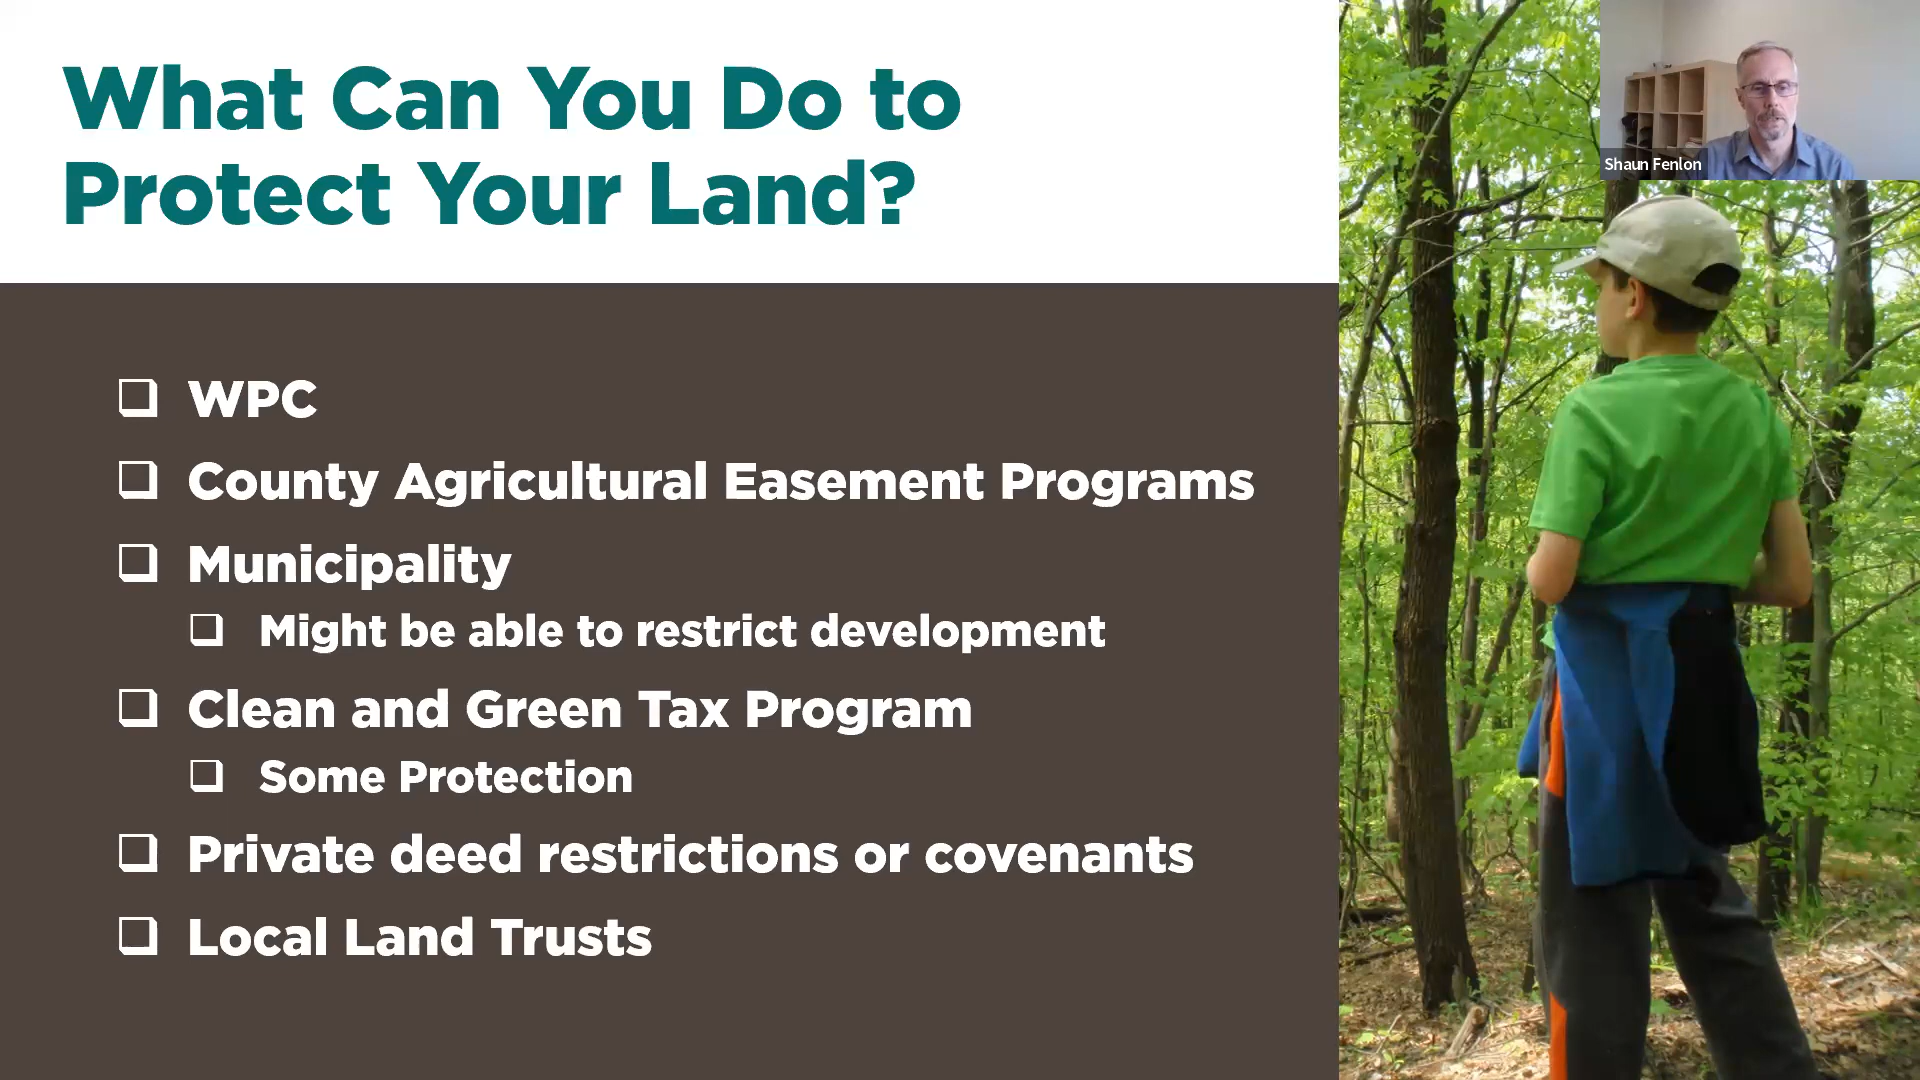 What Can You Do to
Protect Your Land?
WPC
County Agricultural Easement Programs
Municipality
Might be able to restrict development
Clean and Green Tax Program
Some Protection
Private deed restrictions or covenants
Local Land Trusts
Shaun Fenlon